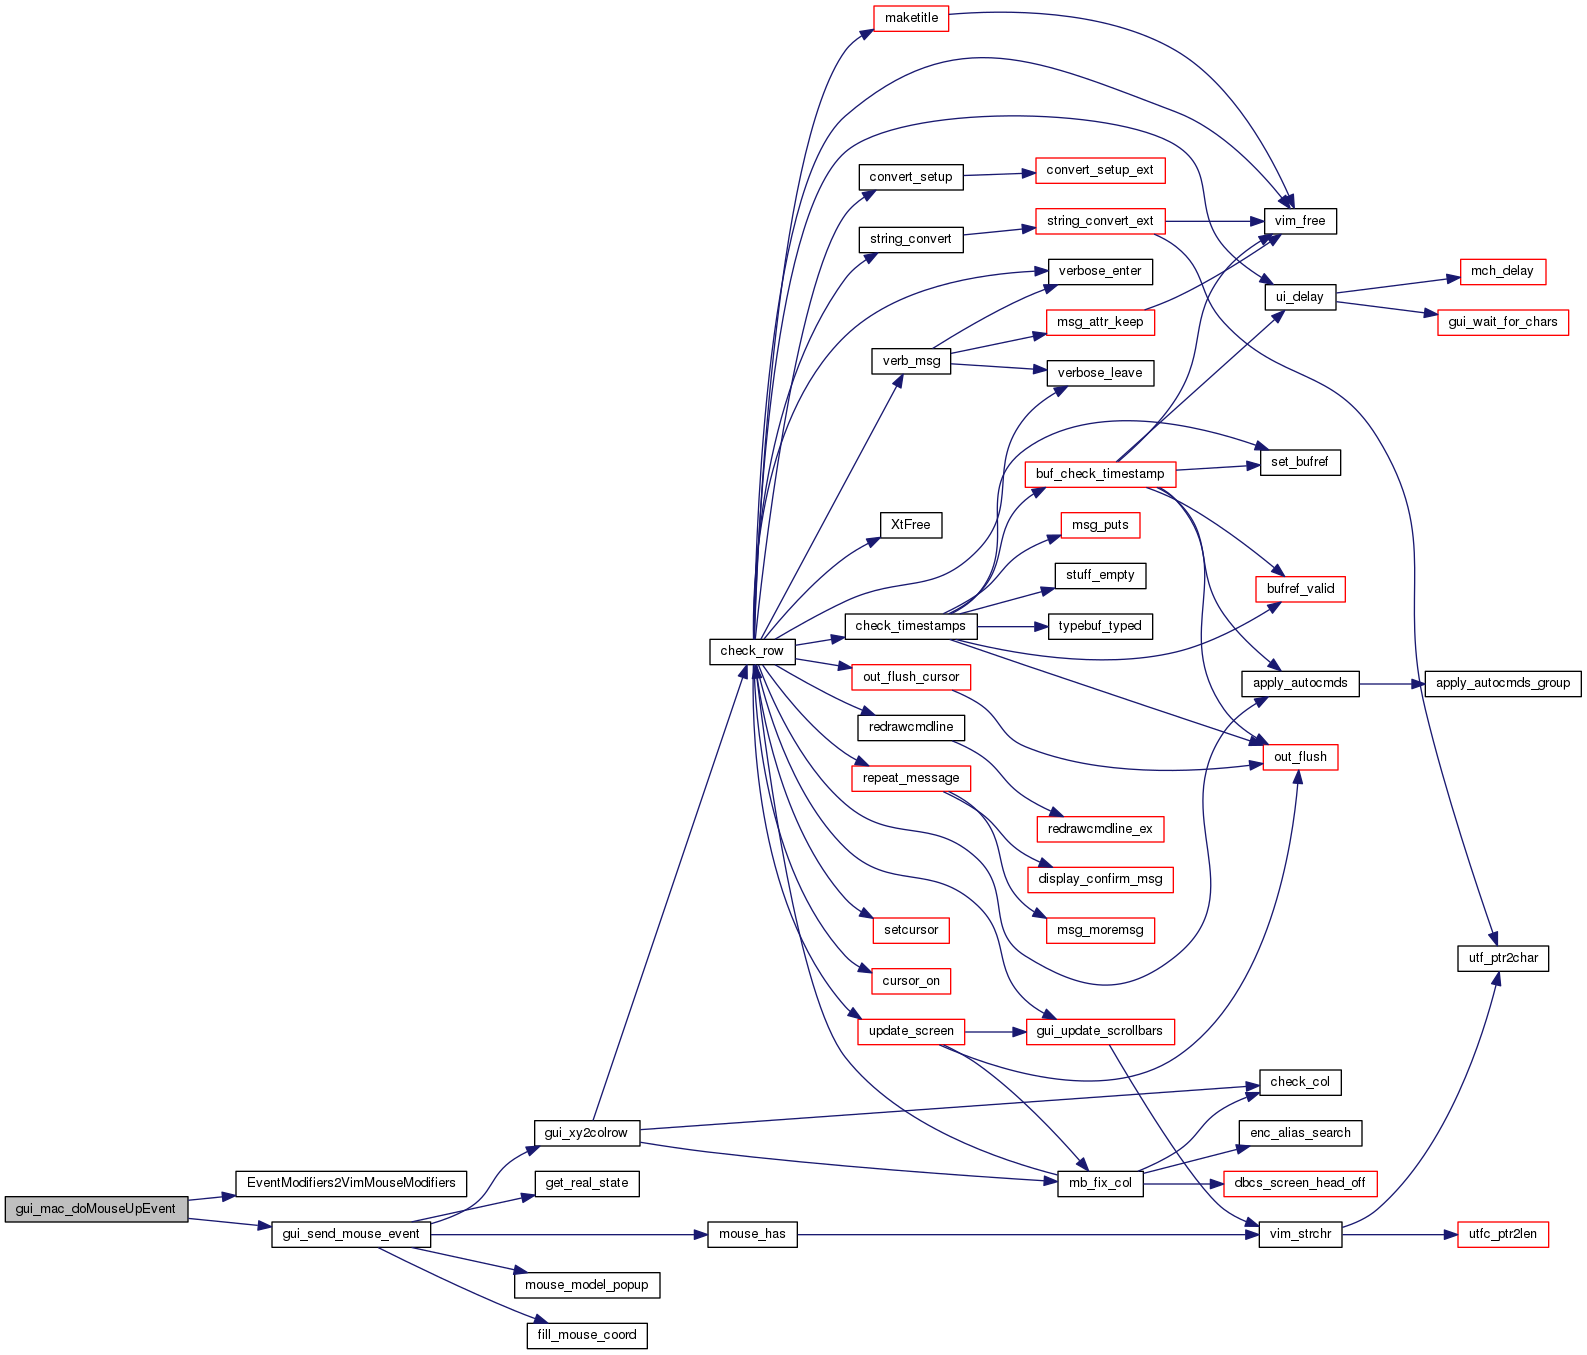 maketitle
convert_setup
convert_setup_ext
string_convert_ext
vim_free
string_convert
verbose_enter
mch_delay
ui_delay
msg_attr_keep
gui_wait_for_chars
verb_msg
verbose_leave
set_bufref
buf_check_timestamp
XtFree
msg_puts
stuff_empty
bufref_valid
check_timestamps
typebuf_typed
check_row
out_flush_cursor
apply_autocmds
apply_autocmds_group
redrawcmdline
out_flush
repeat_message
redrawcmdline_ex
display_confirm_msg
setcursor
msg_moremsg
utf_ptr2char
cursor_on
update_screen
gui_update_scrollbars
check_col
gui_xy2colrow
enc_alias_search
EventModifiers2VimMouseModifiers
get_real_state
mb_fix_col
dbcs_screen_head_off
gui_mac_doMouseUpEvent
gui_send_mouse_event
mouse_has
vim_strchr
utfc_ptr2len
mouse_model_popup
fill_mouse_coord